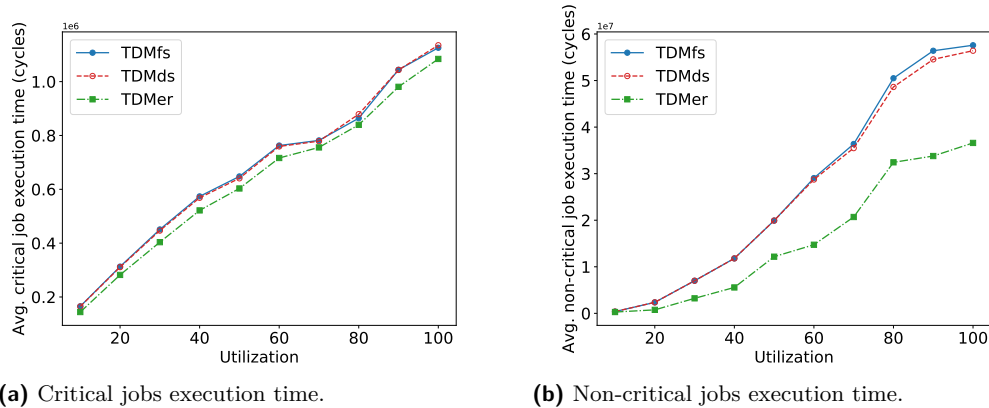 1e6
TDMfs
TDMds
TDMer
Avg. critical job execution time (cycles)
1.0
0.8
0.6
0.4
0.2
20 40 60 80 100
Utilization
(a) Critical jobs execution time.
1e7
TDMfs
TDMds
TDMer
Avg. non-critical job execution time (cycles)
6
5
4
3
2
1
0
20 40 60 80 100
Utilization
(b) Non-critical jobs execution time.